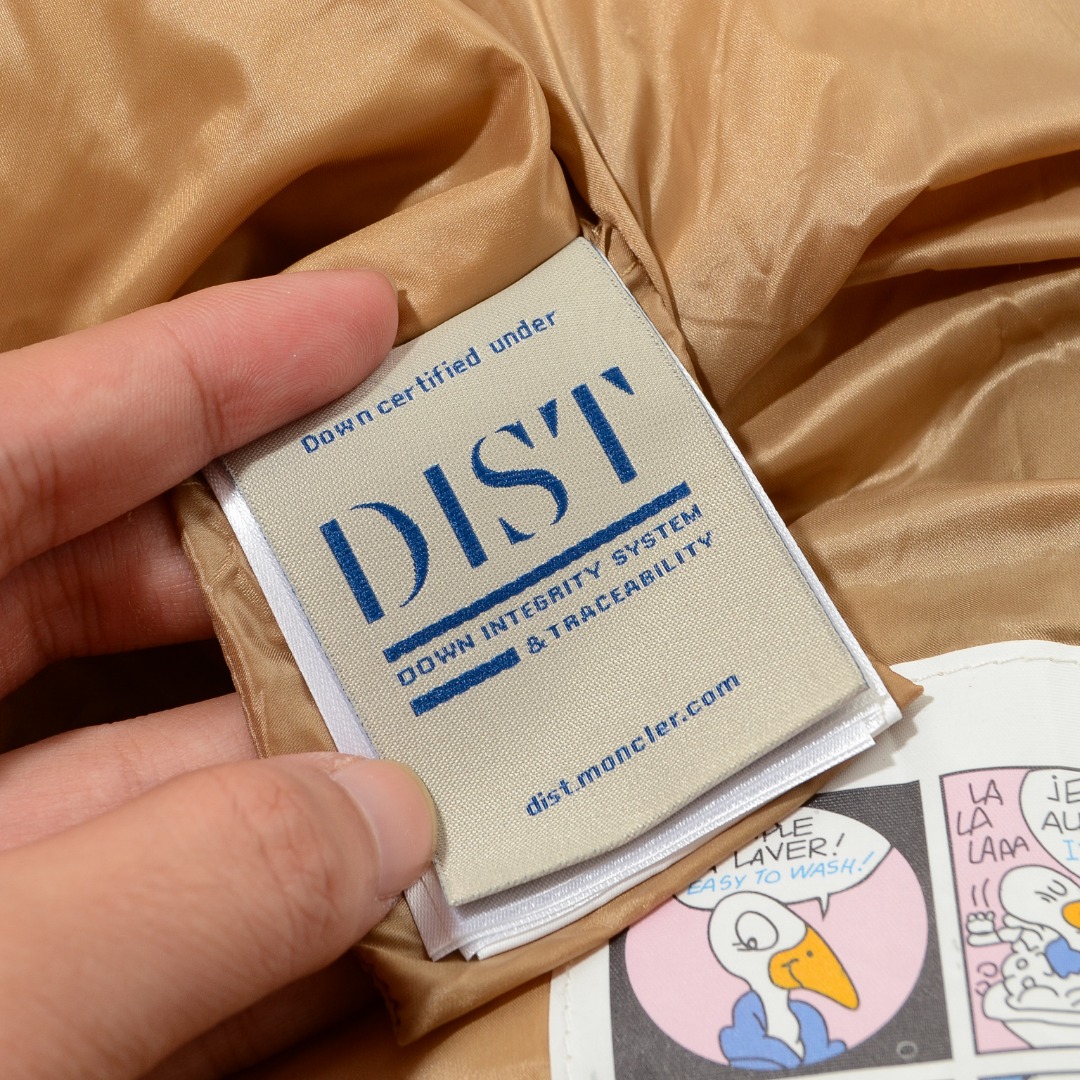 Down certified under
DIST
DOWN INTEGRITY SYSTEM
& TRACEABILITY
dist.moncler.com
LAVER!
EASY TO WASH!
LA
LA
LAAA